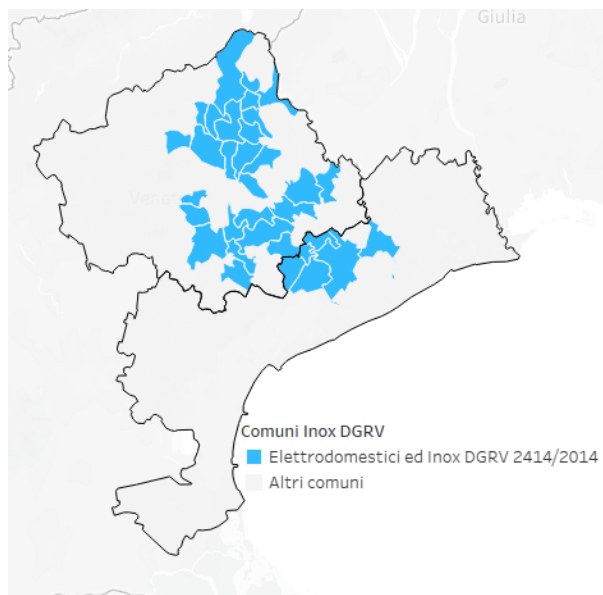 Giulia
Comuni Inox DGRV
Elettrodomestici ed Inox DGRV 2414/2014
Altri comuni